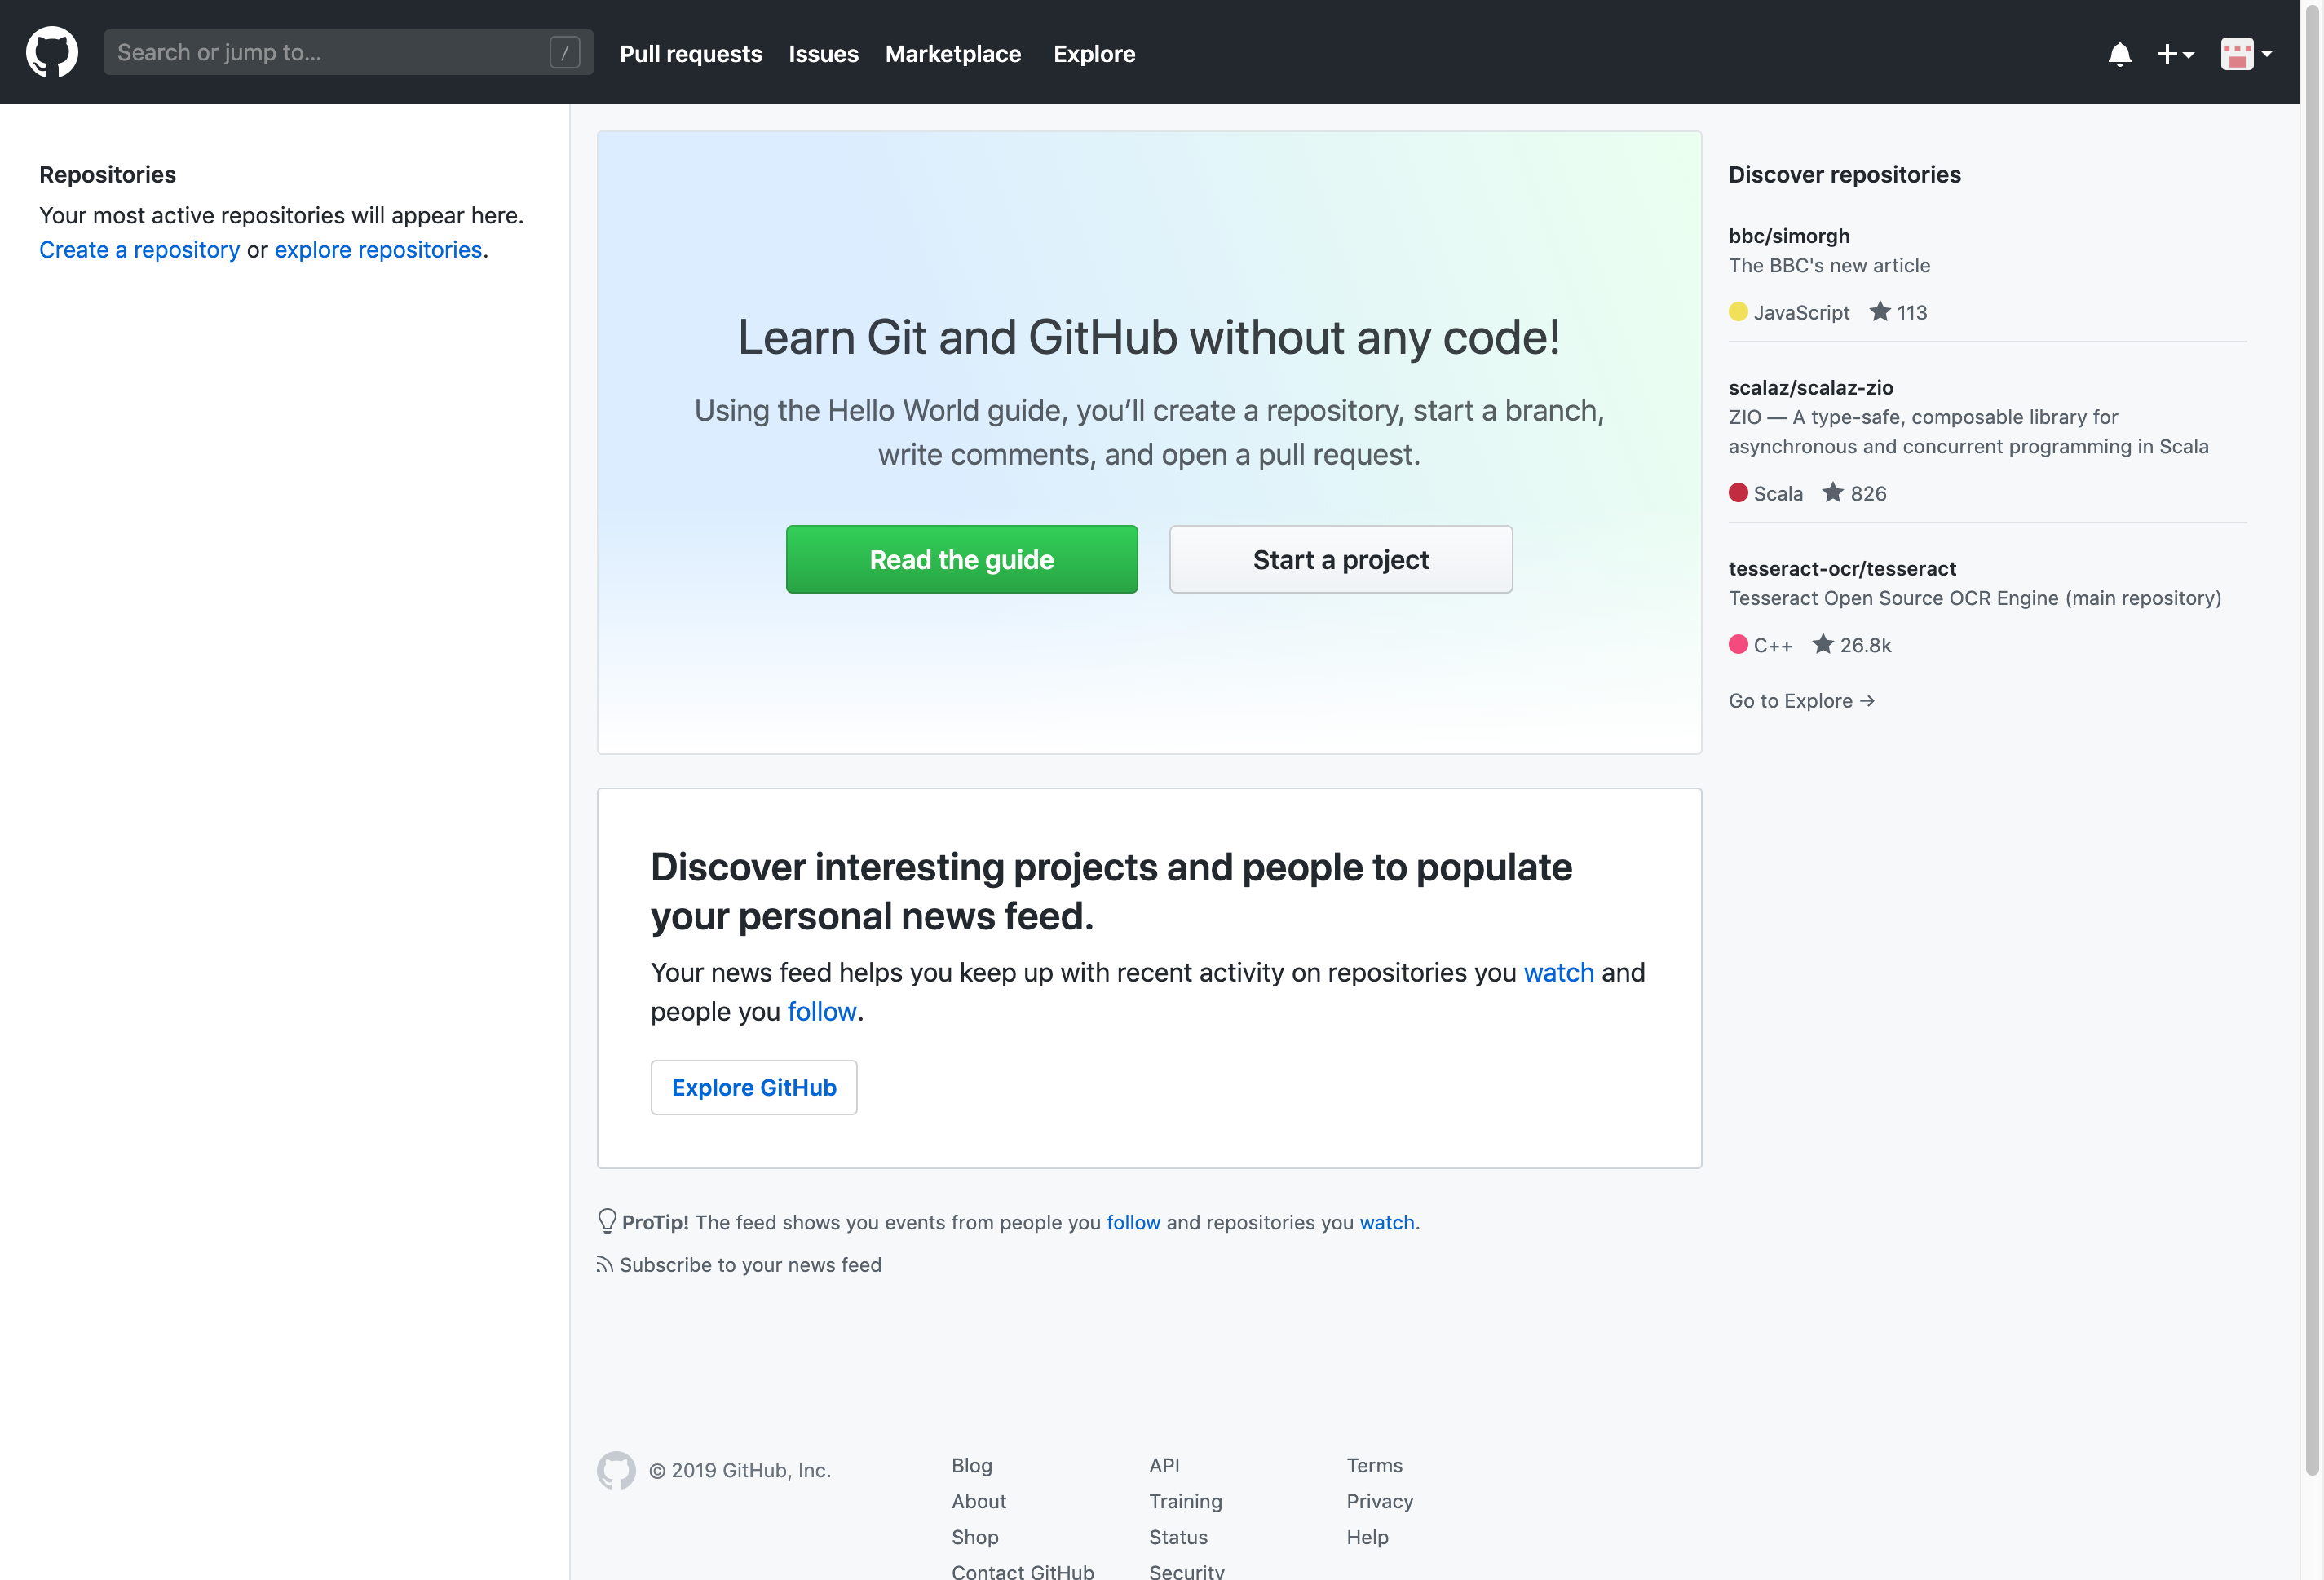 Search or jump to... /
Pull requests
Issues
Marketplace
Explore
Repositories
Your most active repositories will appear here.
Create a repository or explore repositories.
Learn Git and GitHub without any code!
Using the Hello World guide, you’ll create a repository, start a branch,
write comments, and open a pull request.
Read the guide
Start a project
Discover interesting projects and people to populate
your personal news feed.
Your news feed helps you keep up with recent activity on repositories you watch and
people you follow.
Explore GitHub
ProTip! The feed shows you events from people you follow and repositories you watch.
Subscribe to your news feed
Discover repositories
bbc/simorgh
The BBC's new article
JavaScript 113
scalaz/scalaz-zio
ZIO — A type-safe, composable library for
asynchronous and concurrent programming in Scala
Scala 826
tesseract-ocr/tesseract
Tesseract Open Source OCR Engine (main repository)
C++ 26.8k
Go to Explore →
© 2019 GitHub, Inc.
Blog
About
Shop
Contact GitHub
API
Training
Status
Security
Terms
Privacy
Help